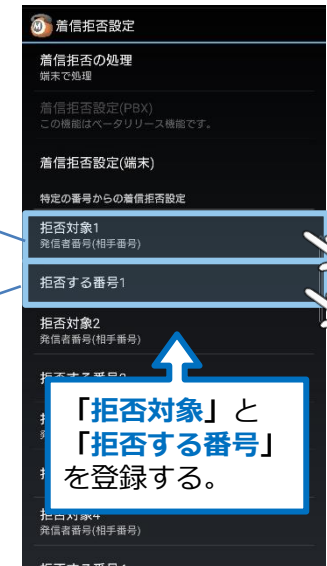 着信拒否設定
着信拒否の処理
端末で処理
着信拒否設定(PBX)
この機能はベータリリース機能です。
着信拒否設定(端末)
特定の番号からの着信拒否設定
拒否対象1
発信者番号(相手番号)
拒否する番号1
拒否対象2
発信者番号(相手番号)
「拒否対象」と
「拒否する番号」
を登録する。
拒否対象4
発信者番号(相手番号)